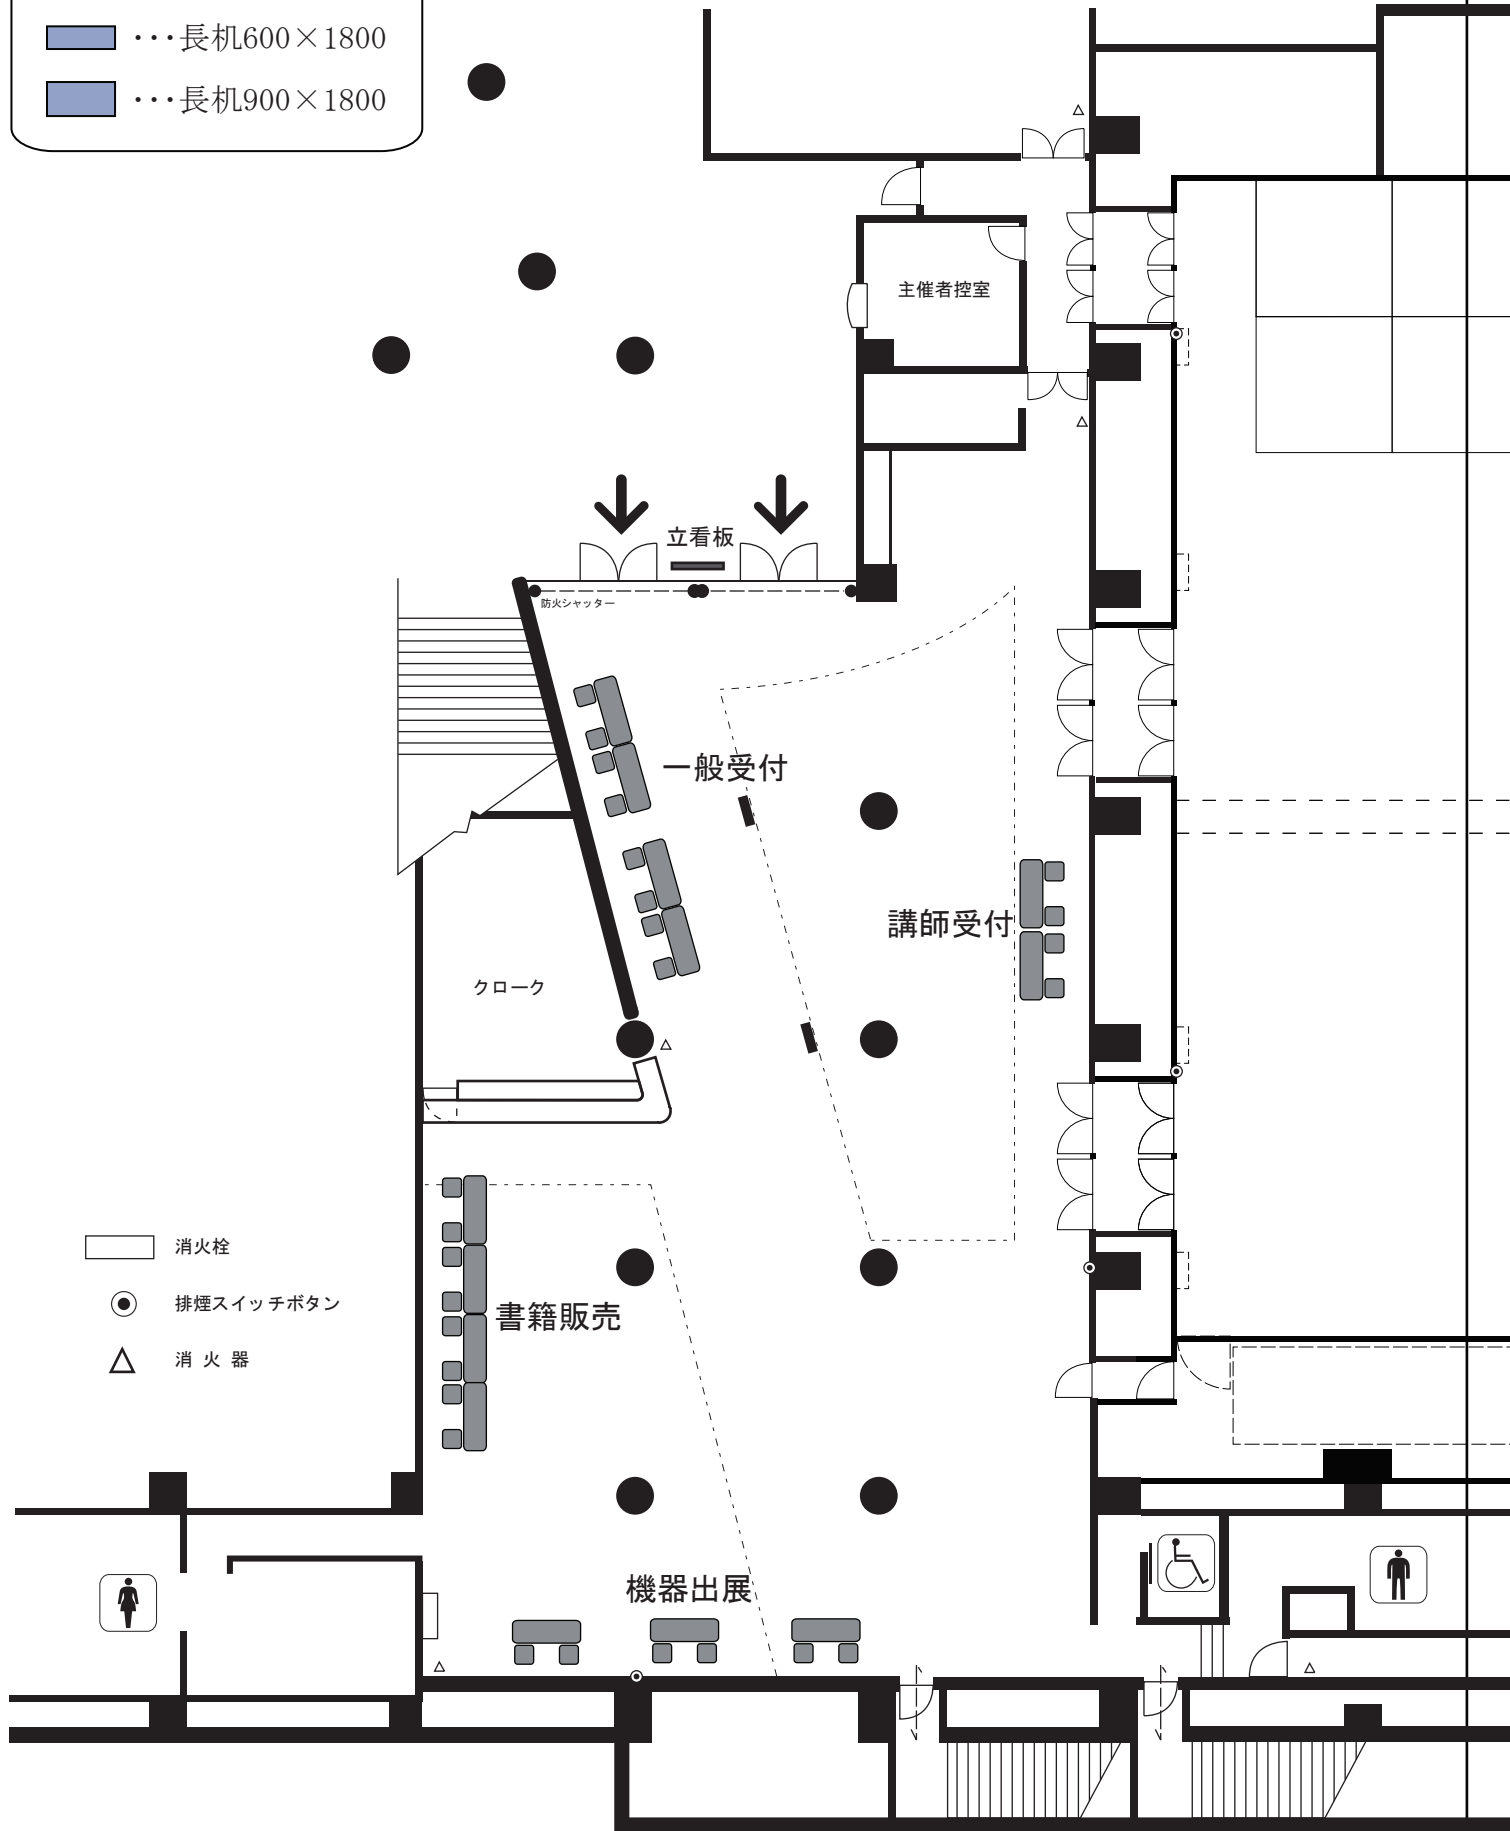 ・・・長机600×1800
・・・長机900×1800
主催者控室
立看板
防火シャッター
一般受付
講師受付
クローク
消火栓
排煙スイッチボタン
消 火 器
書籍販売
機器出展